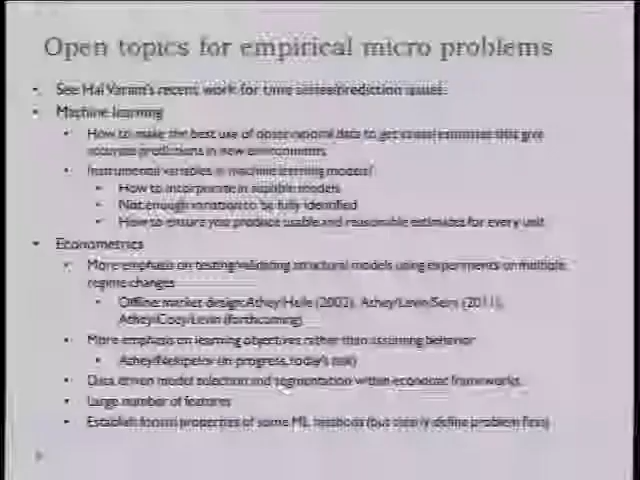 Open topics for empirical micro problems
See Hal Varian's recent work for time series/prediction issues
Machine learning
How to make the best use of observational data to get causal estimates that give
accurate predictions in new environments
Instrumental variables in machine learning models?
How to incorporate in scalable models
Not enough variation to be fully identified
How to ensure you produce usable and reasonable estimates for every unit
Econometrics
More emphasis on testing/validating structural models using experiments or multiple
regime changes
Offline market design: Athey/Haile (2002), Athey/Levin/Seira (2011),
Athey/Coey/Levin (forthcoming)
More emphasis on learning objectives rather than assuming behavior
Athey/Nekipelov (in progress, today's talk)
Data driven model selection and segmentation within economic frameworks
Large number of features
Establish formal properties of some ML methods (but clearly define problem first)